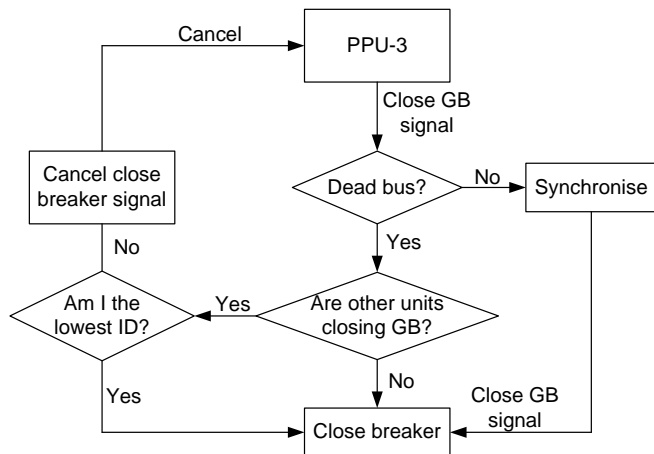 Cancel
PPU-3
Close GB
signal
Cancel close
breaker signal
Dead bus?
No
Synchronise
No
Yes
Am I the
lowest ID?
Yes
Are other units
closing GB?
Yes
No
Close GB
signal
Close breaker